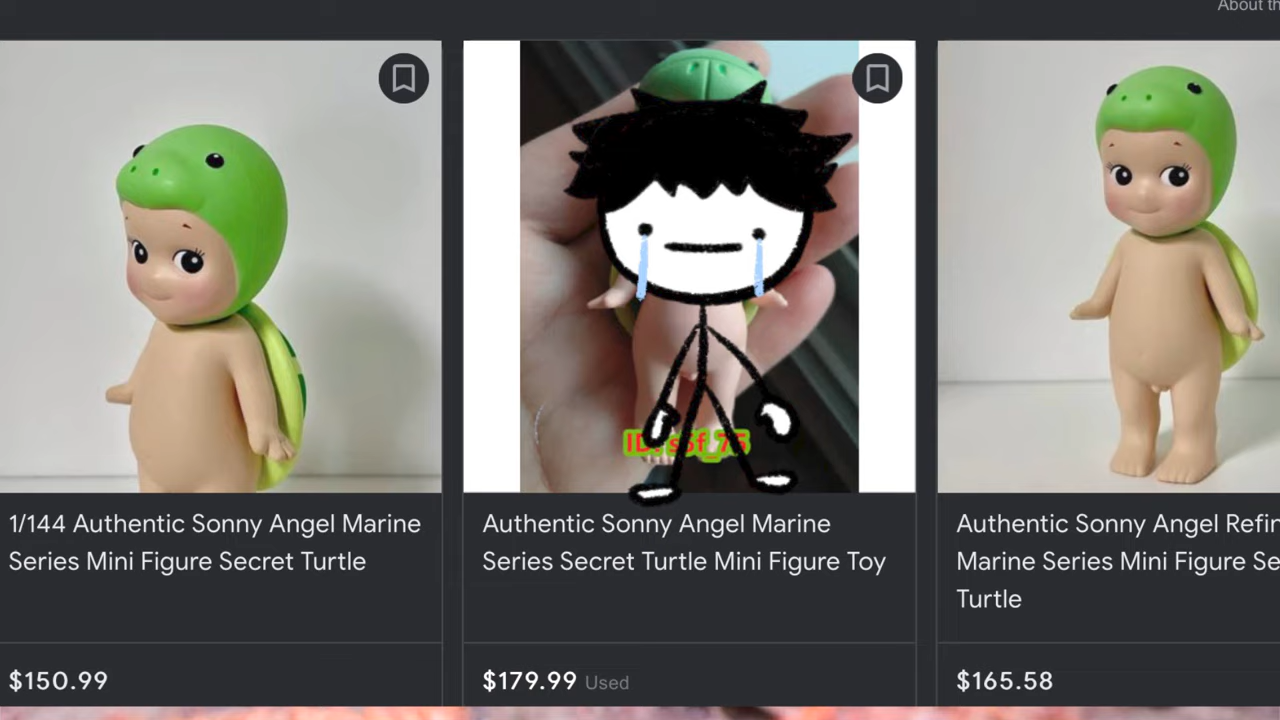 About th
ID: s5f_75
1/144 Authentic Sonny Angel Marine
Series Mini Figure Secret Turtle
$150.99
Authentic Sonny Angel Marine
Series Secret Turtle Mini Figure Toy
$179.99 Used
Authentic Sonny Angel Refin
Marine Series Mini Figure Se
Turtle
$165.58